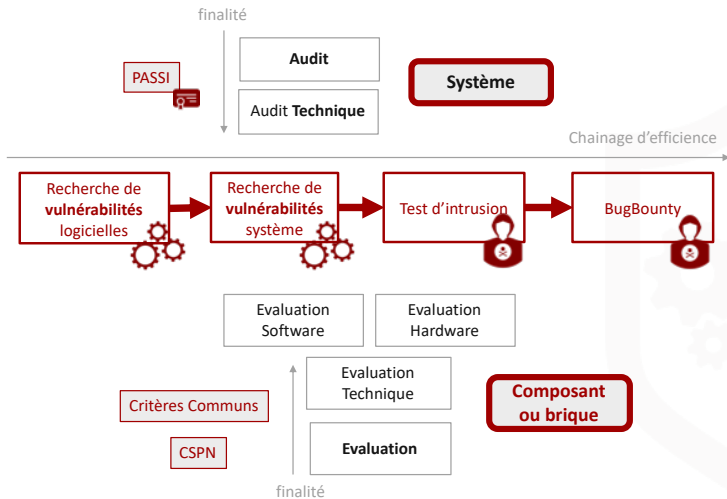 finalité
Audit
PASSI
Système
Audit Technique
Chainage d'efficience
Recherche de
vulnérabilités
logicielles
Recherche de
vulnérabilités
système
Test d'intrusion
BugBounty
Evaluation
Software
Evaluation
Hardware
Evaluation
Technique
Critères Communs
Composant
ou brique
CSPN
Evaluation
finalité